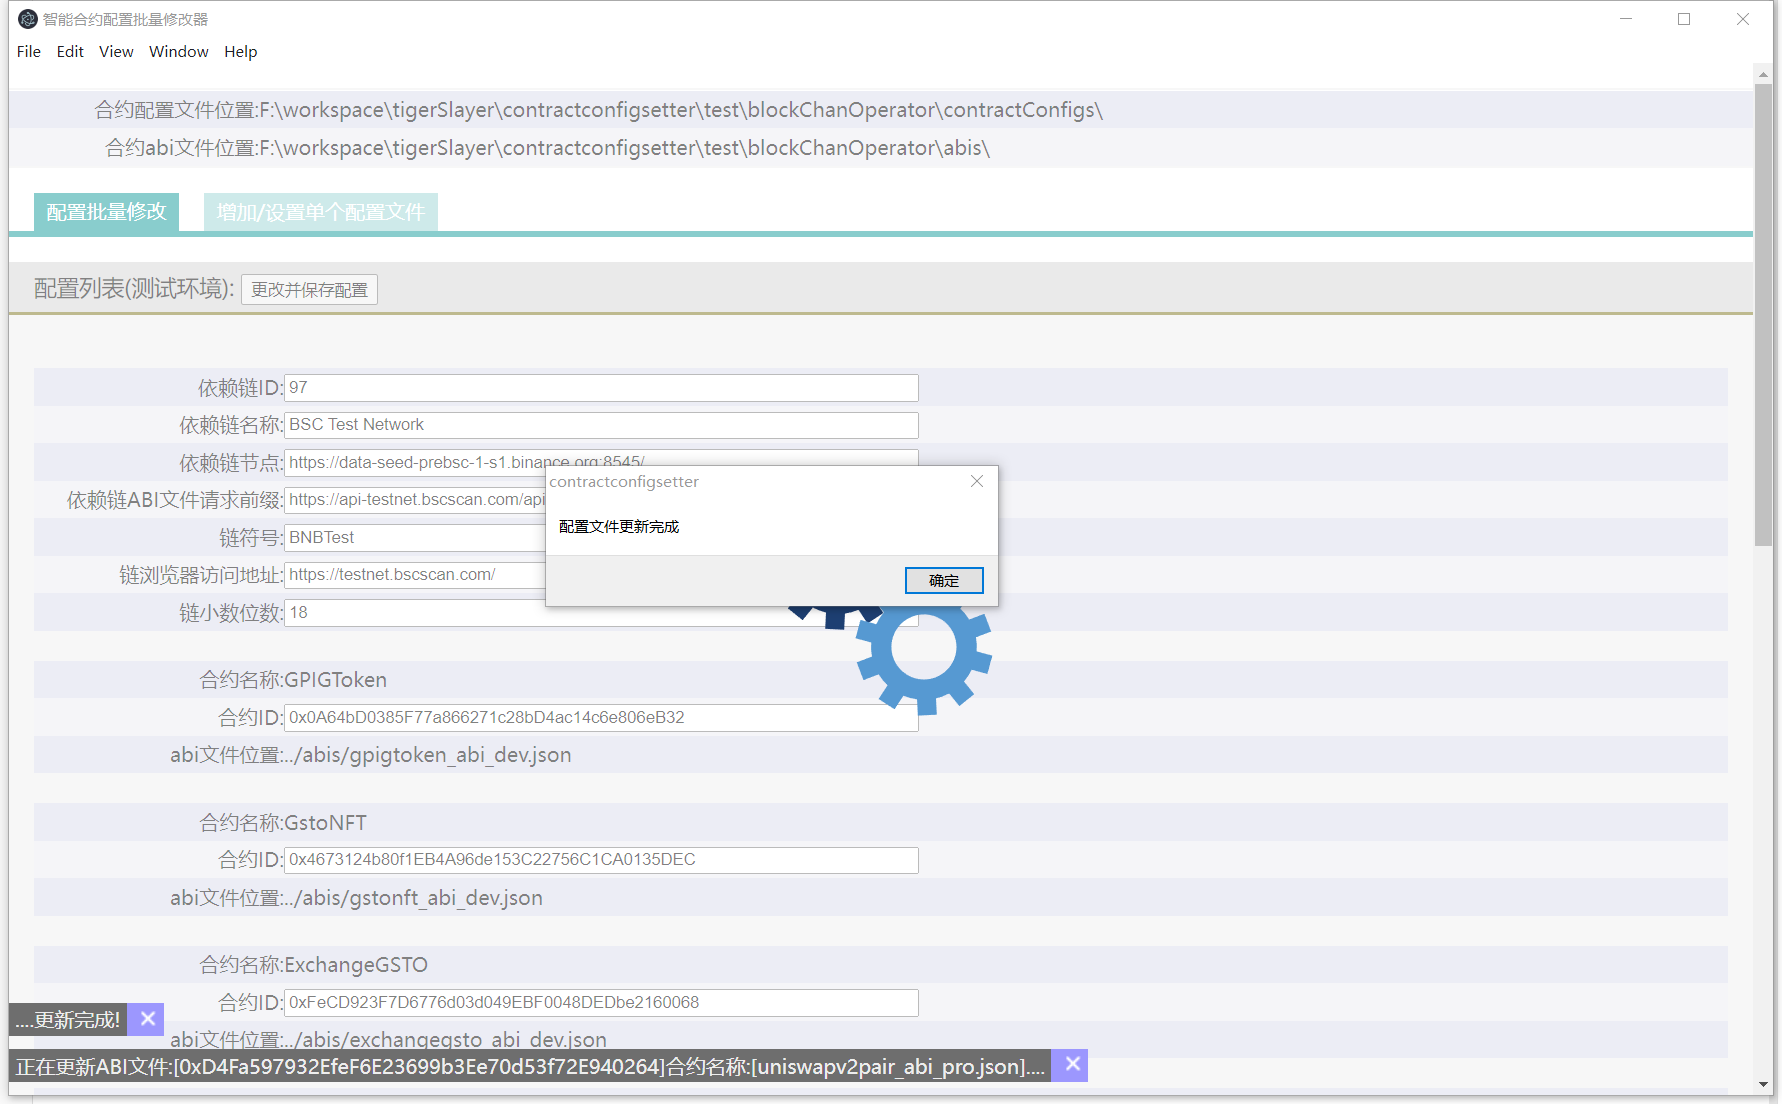 智能合约配置批量修改器
File Edit View Window Help
合约配置文件位置:F:\workspace\tigerSlayer\contractconfigsetter\test\blockChanOperator\contractConfigs\
合约abi文件位置:F:\workspace\tigerSlayer\contractconfigsetter\test\blockChanOperator\abis\
配置批量修改 增加/设置单个配置文件
配置列表(测试环境): 更改并保存配置
依赖链ID: 97
依赖链名称: BSC Test Network
依赖链节点: https://data-seed-prebsc-1-s1.binance.org:8545/
依赖链ABI文件请求前缀: https://api-testnet.bscscan.com/api
链符号: BNBTest
链浏览器访问地址: https://testnet.bscscan.com/
链小数位数: 18
contractconfigsetter
配置文件更新完成
确定
合约名称:GPIGToken
合约ID: 0x0A64bD0385F77a866271c28bD4ac14c6e806eB32
abi文件位置:../abis/gpigtoken_abi_dev.json
合约名称:GstoNFT
合约ID: 0x4673124b80f1EB4A96de153C22756C1CA0135DEC
abi文件位置:../abis/gstonft_abi_dev.json
合约名称:ExchangeGSTO
合约ID: 0xFeCD923F7D6776d03d049EBF0048DEDbe2160068
....更新完成!
abi文件位置:../abis/exchangegsto_abi_dev.json
正在更新ABI文件:[0xD4Fa597932EfeF6E23699b3Ee70d53f72E940264]合约名称:[uniswapv2pair_abi_pro.json]....